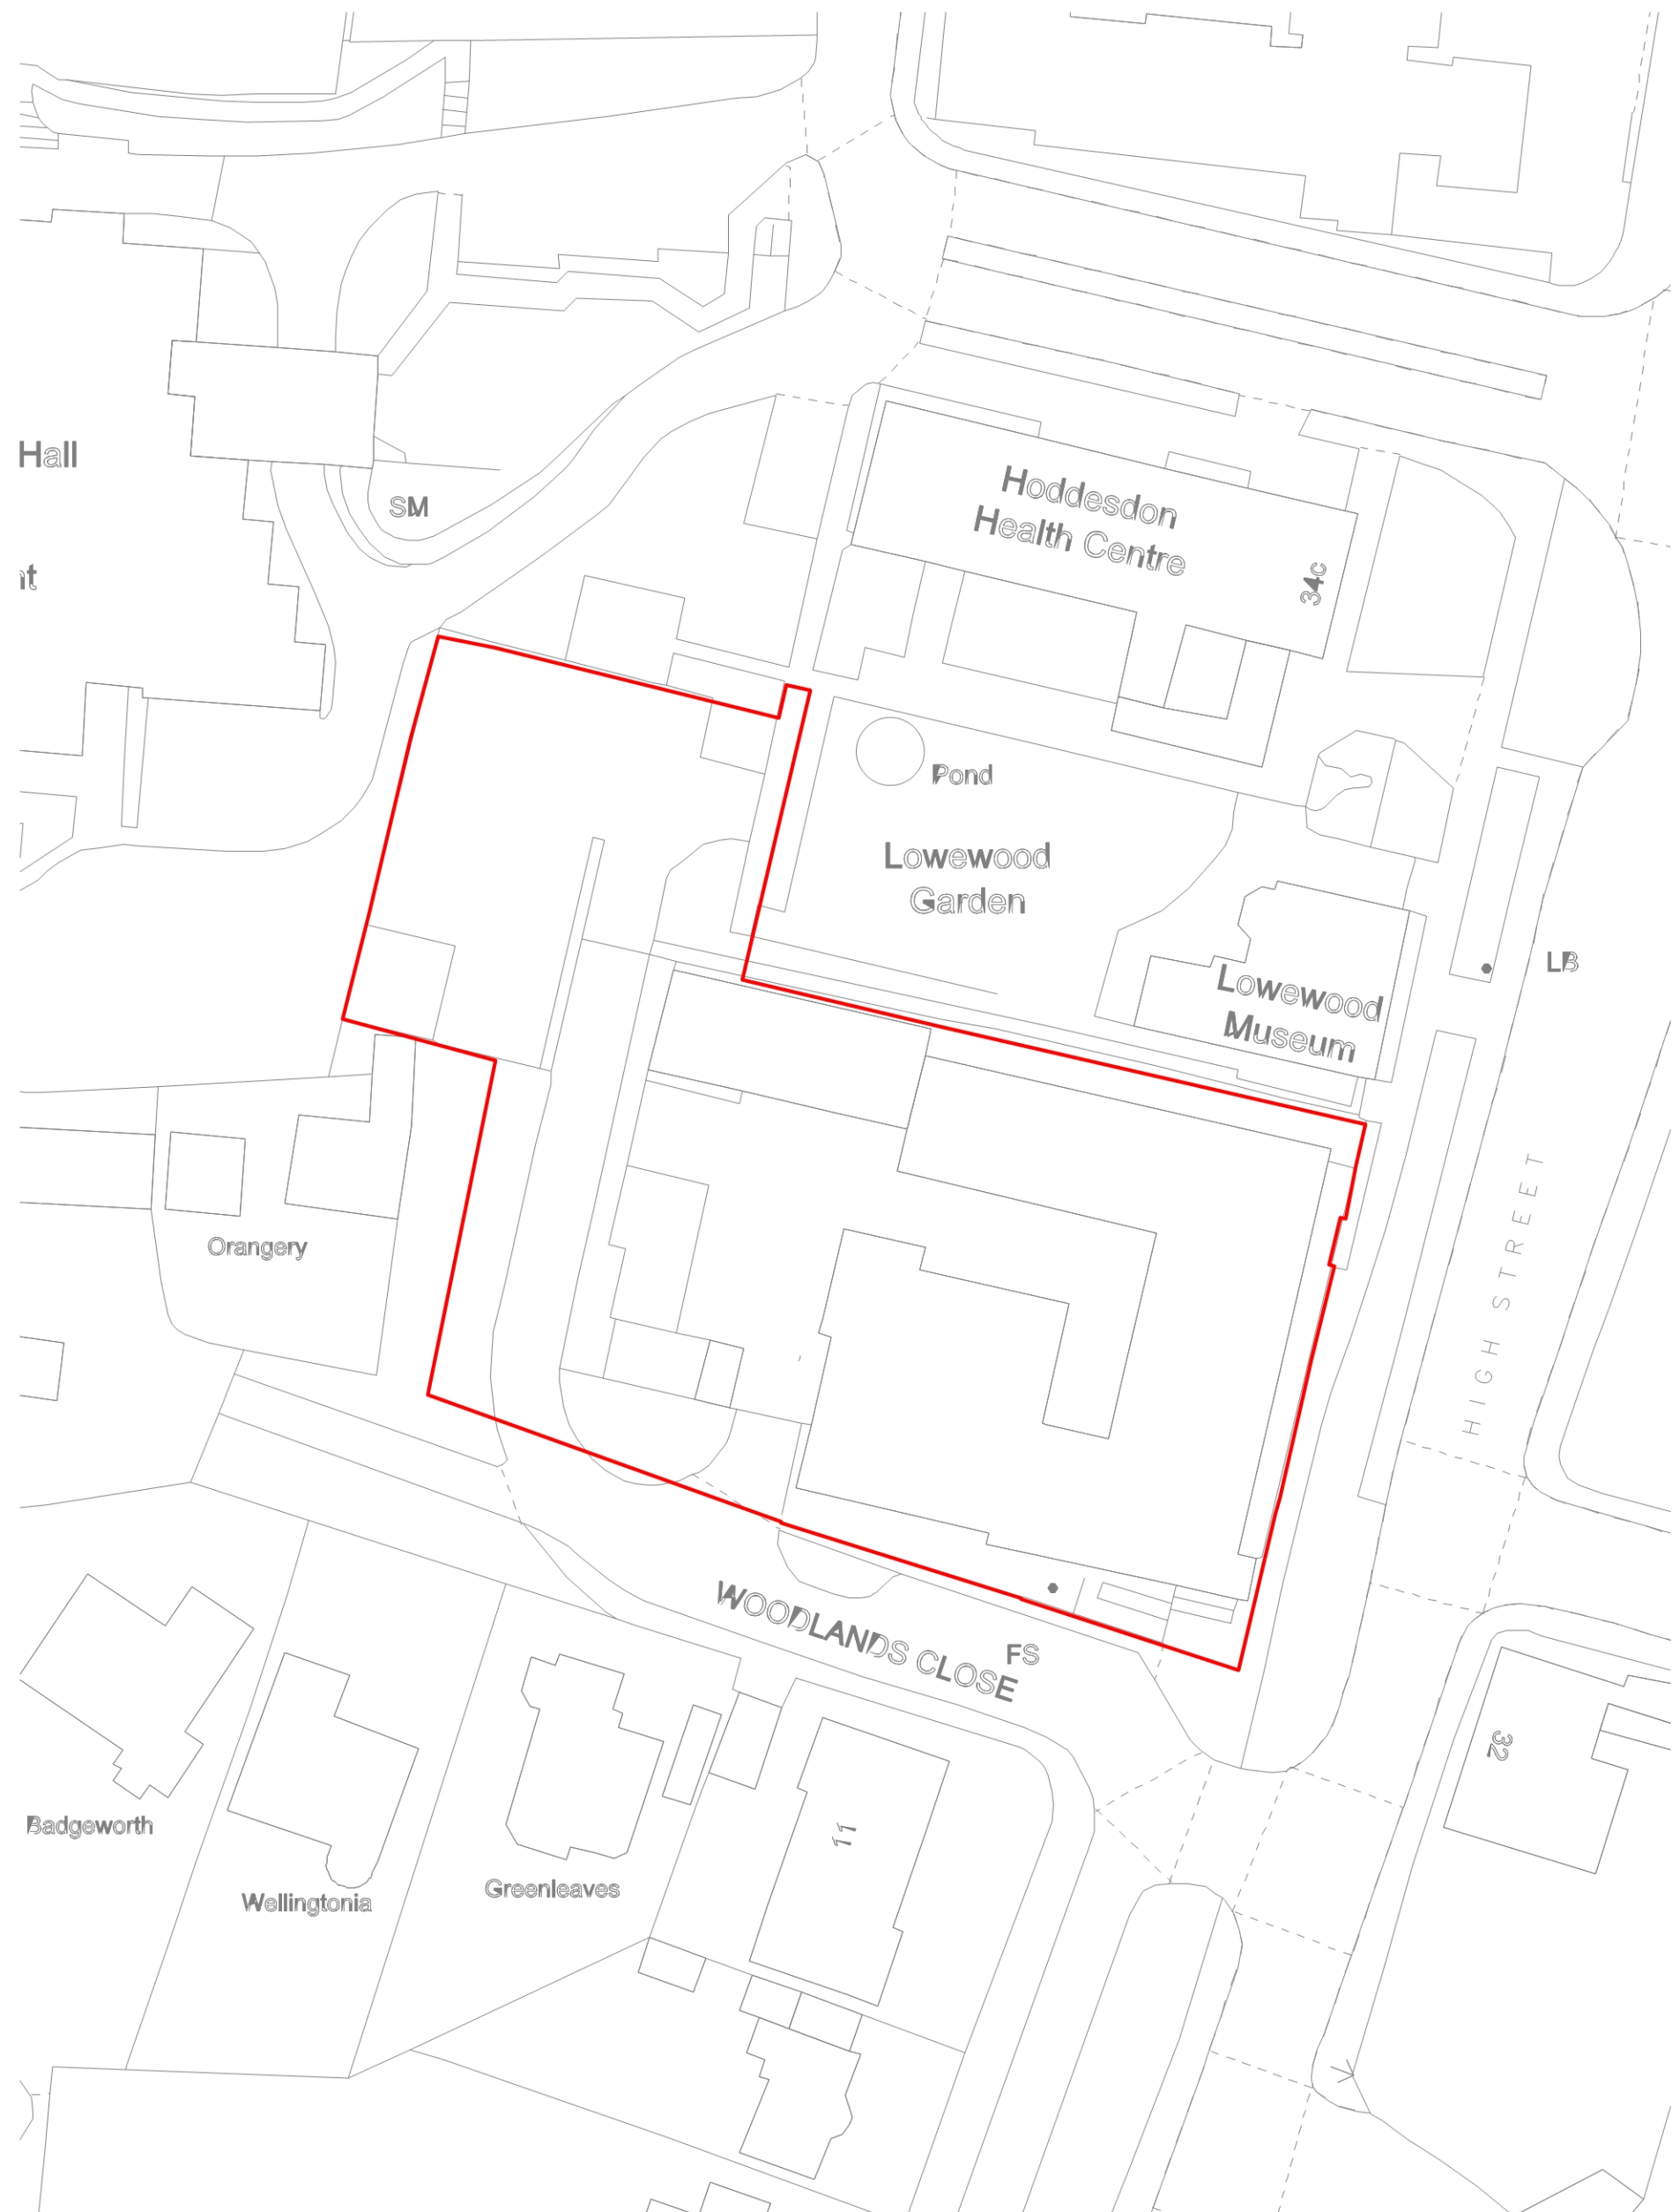 Hall
SM
Hoddesdon
Health Centre
34c
Pond
Lowewood
Garden
LB
Lowewood
Museum
HIGH STREET
Orangery
WOODLANDS CLOSE
FS
32
11
Badgeworth
Wellingtonia
Greenleaves